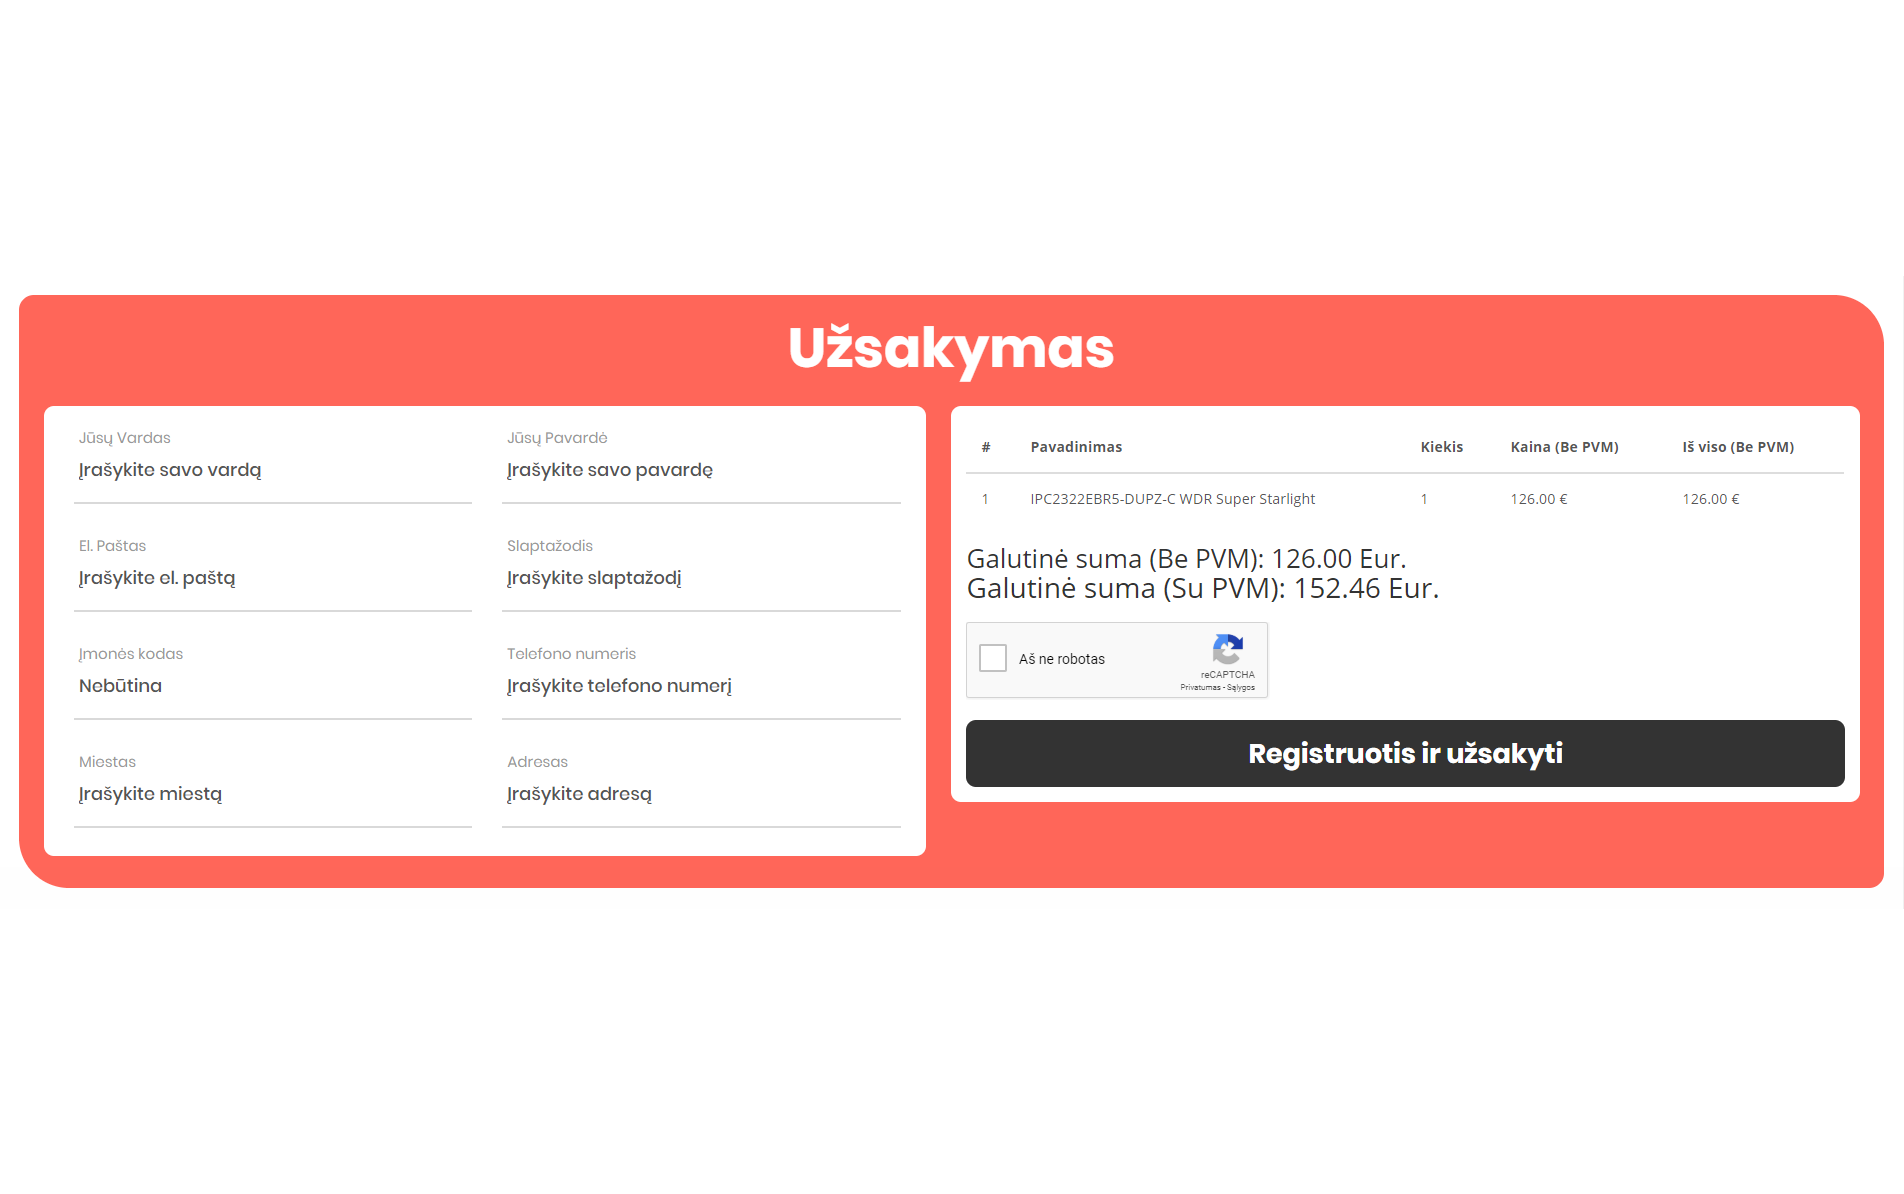 Užsakymas
Jūsų Vardas
Įrašykite savo vardą
Jūsų Pavardė
Įrašykite savo pavardę
El. Paštas
Įrašykite el. paštą
Slaptažodis
Įrašykite slaptažodį
Įmonės kodas
Nebūtina
Telefono numeris
Įrašykite telefono numerį
Miestas
Įrašykite miestą
Adresas
Įrašykite adresą
# Pavadinimas Kiekis Kaina (Be PVM) Iš viso (Be PVM)
1 IPC2322EBR5-DUPZ-C WDR Super Starlight 1 126.00 € 126.00 €
Galutinė suma (Be PVM): 126.00 Eur.
Galutinė suma (Su PVM): 152.46 Eur.
Aš ne robotas
reCAPTCHA
Privatumas - Sąlygos
Registruotis ir užsakyti